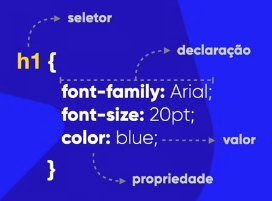 seletor
declaração
h1 {
font-family: Arial;
font-size: 20pt;
color: blue;
valor
}
propriedade